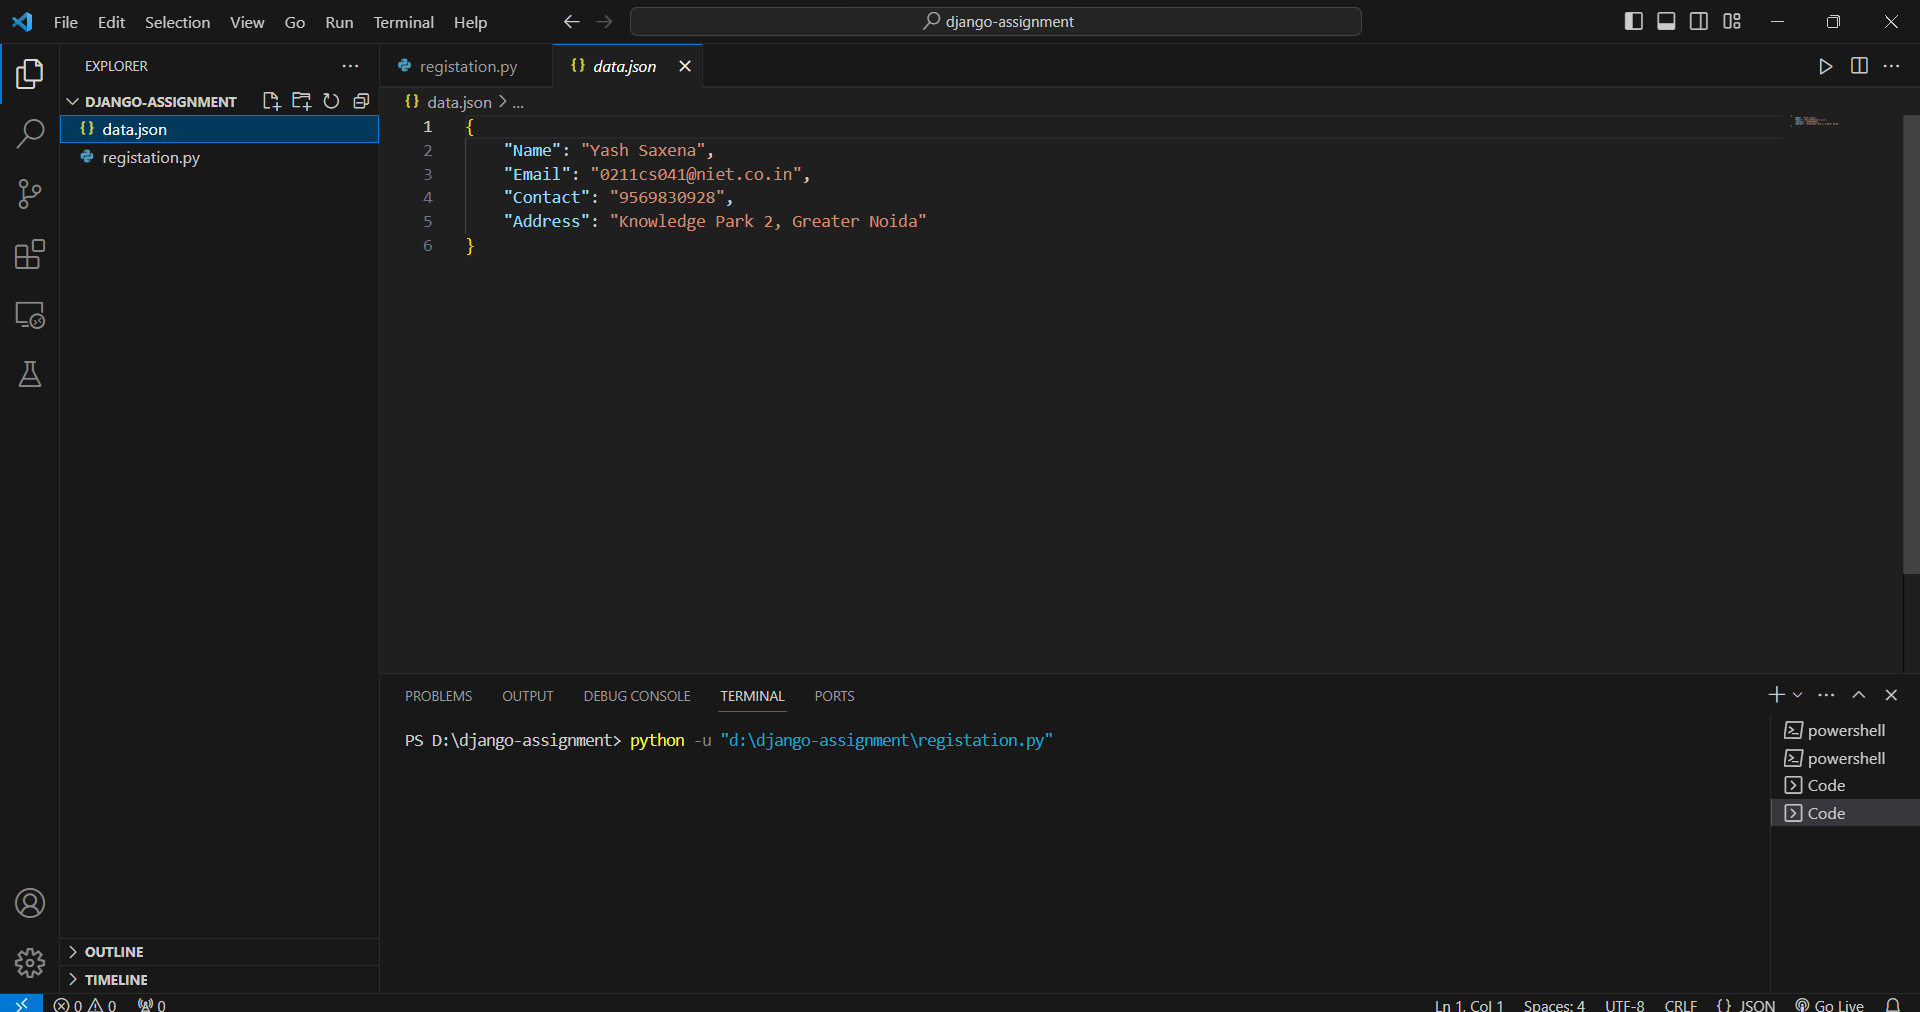 File Edit Selection View Go Run Terminal Help
django-assignment
EXPLORER
registation.py
data.json
DJANGO-ASSIGNMENT
data.json
registation.py
data.json > ...
1 {
2 "Name": "Yash Saxena",
3 "Email": "0211cs041@niet.co.in",
4 "Contact": "9569830928",
5 "Address": "Knowledge Park 2, Greater Noida"
6 }
PROBLEMS OUTPUT DEBUG CONSOLE TERMINAL PORTS
PS D:\django-assignment> python -u "d:\django-assignment\registation.py"
powershell
powershell
Code
Code
OUTLINE
TIMELINE
0 0 0
Ln 1, Col 1 Spaces: 4 UTF-8 CRLF {} JSON Go Live